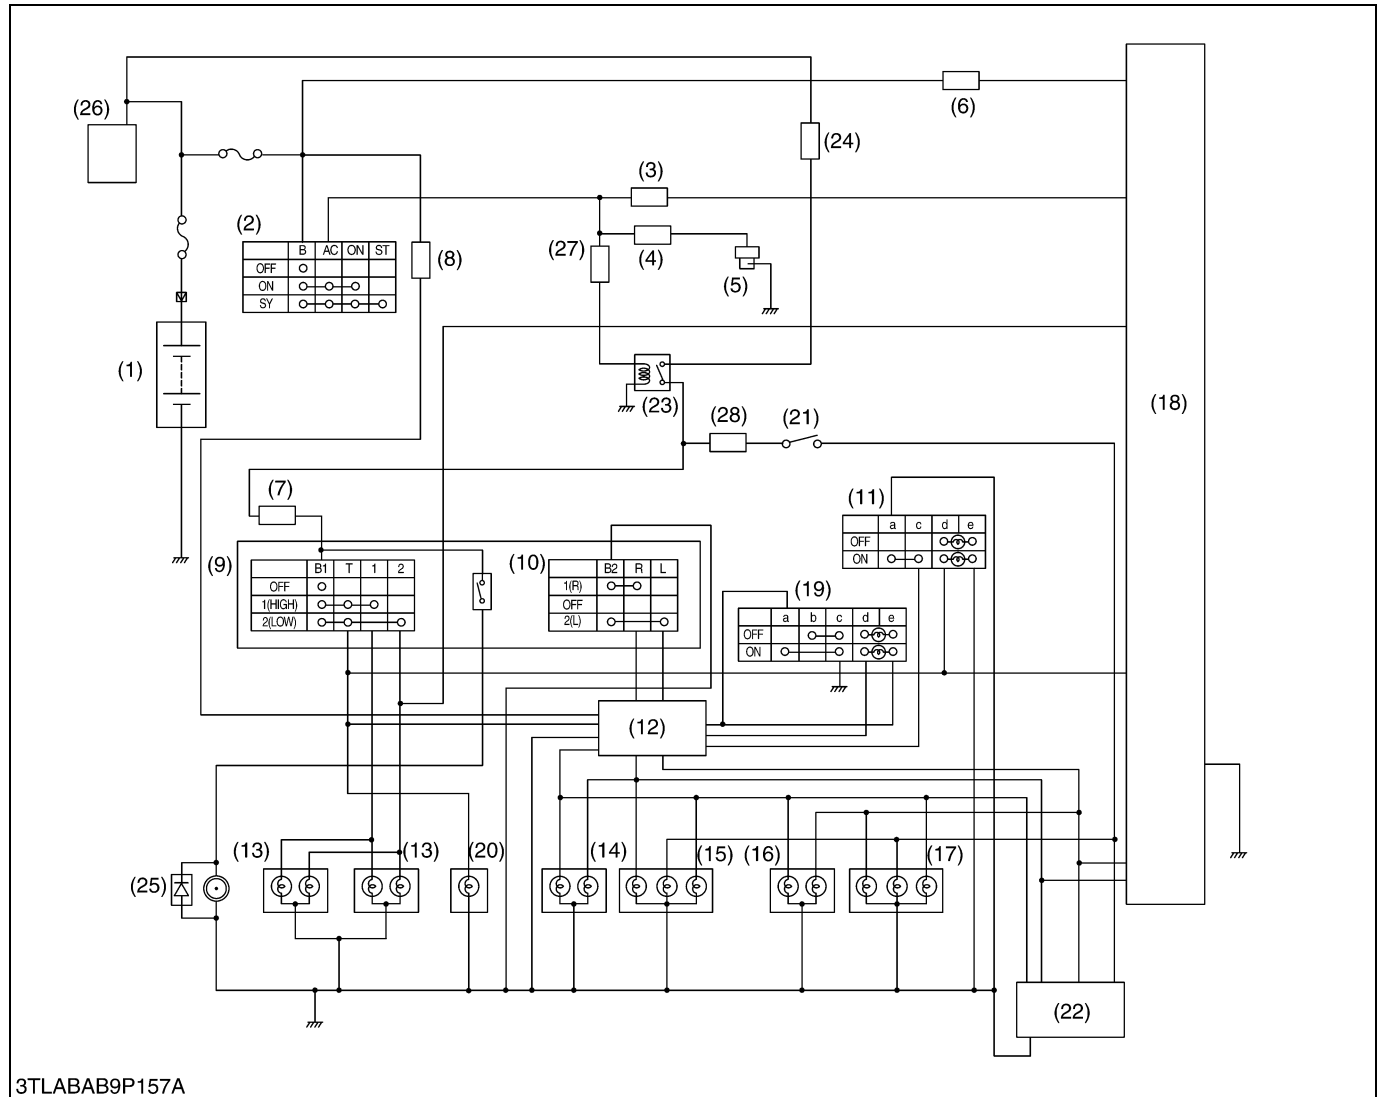 (26)
(6)
(24)
(3)
(2)
B AC ON ST
OFF
ON
SY
(8)
(27)
(4)
(5)
(1)
(18)
(23)
(28)
(21)
(7)
(11)
a c d e
OFF
ON
(9)
B1 T 1 2
OFF
1(HIGH)
2(LOW)
(10)
B2 R L
1(R)
OFF
2(L)
(19)
a b c d e
OFF
ON
(12)
(13)
(13)
(20)
(14)
(15)
(16)
(17)
(25)
(22)
3TLABAB9P157A